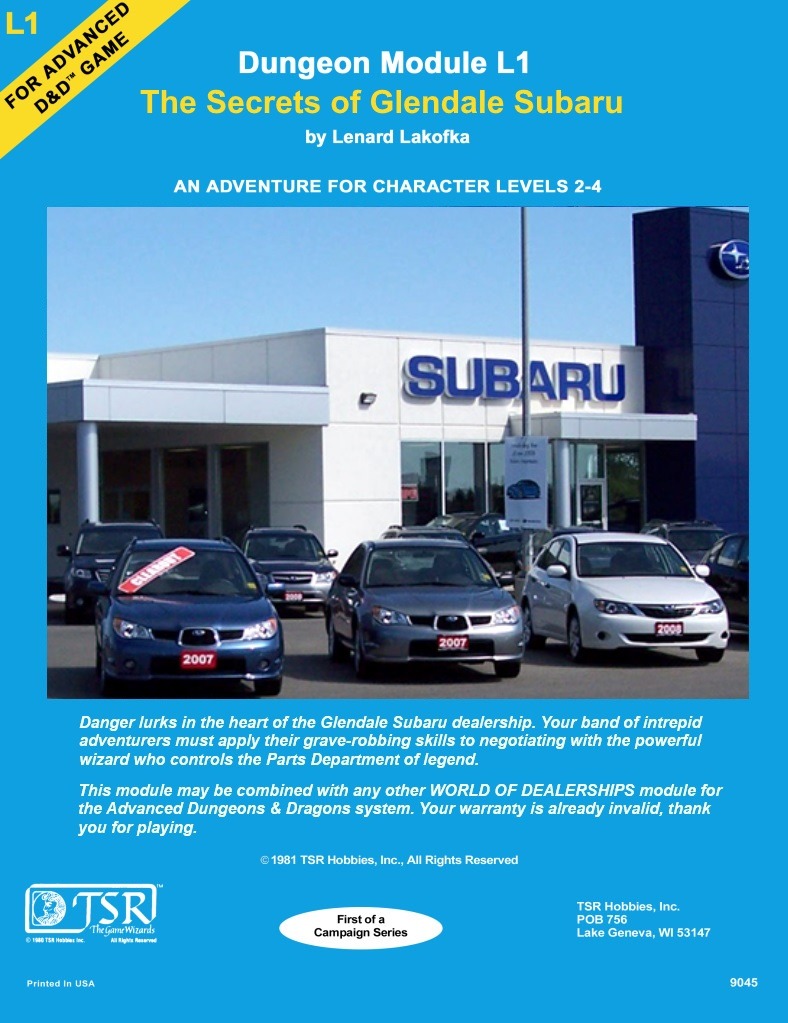 L1
FOR ADVANCED
D&D™ GAME
Dungeon Module L1
The Secrets of Glendale Subaru
by Lenard Lakofka
AN ADVENTURE FOR CHARACTER LEVELS 2-4
SUBARU
CLEAROUT!
2008
2007
2007
2008
Danger lurks in the heart of the Glendale Subaru dealership. Your band of intrepid
adventurers must apply their grave-robbing skills to negotiating with the powerful
wizard who controls the Parts Department of legend.
This module may be combined with any other WORLD OF DEALERSHIPS module for
the Advanced Dungeons & Dragons system. Your warranty is already invalid, thank
you for playing.
©1981 TSR Hobbies, Inc., All Rights Reserved
TSR™
The Game Wizards
© 1980 TSR Hobbies Inc. All Rights Reserved
First of a
Campaign Series
TSR Hobbies, Inc.
POB 756
Lake Geneva, WI 53147
Printed In USA
9045